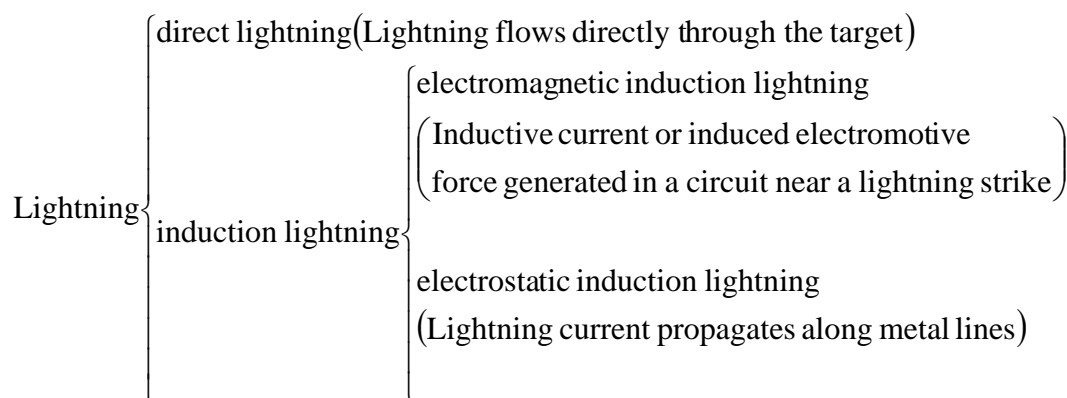 direct lightning(Lightning flows directly through the target)
Lightning
induction lightning
electromagnetic induction lightning
(Inductive current or induced electromotive
force generated in a circuit near a lightning strike)
electrostatic induction lightning
(Lightning current propagates along metal lines)